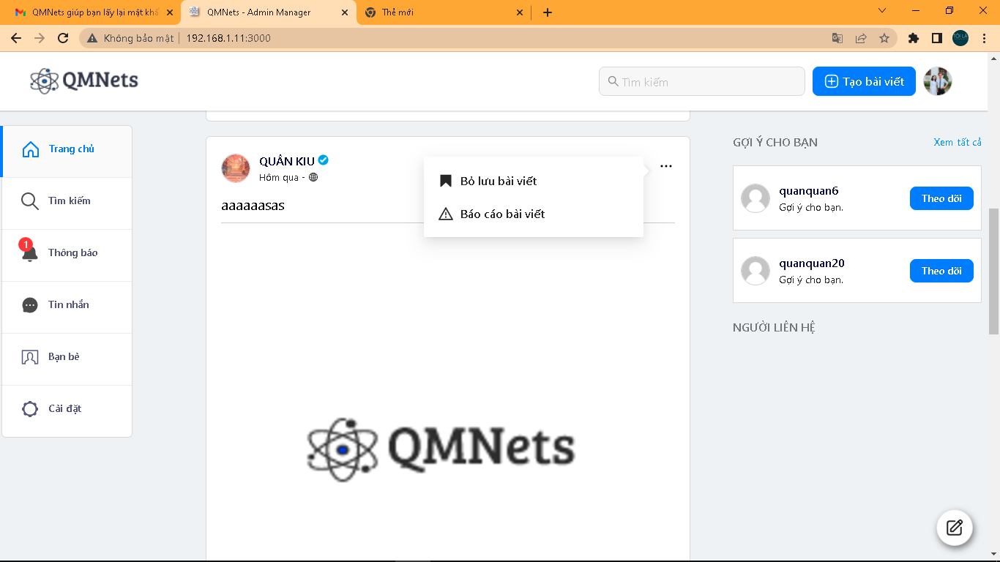 QMNets giúp bạn lấy lại mật khẩ
QMNets - Admin Manager
Thẻ mới
Không bảo mật
192.168.1.11:3000
QMNets
Tìm kiếm
Tạo bài viết
Trang chủ
Tìm kiếm
1
Thông báo
Tin nhắn
Bạn bè
Cài đặt
QUÂN KIU
Hôm qua -
aaaaaasas
Bỏ lưu bài viết
Báo cáo bài viết
QMNets
GỢI Ý CHO BẠN
Xem tất cả
quanquan6
Gợi ý cho bạn.
Theo dõi
quanquan20
Gợi ý cho bạn.
Theo dõi
NGƯỜI LIÊN HỆ